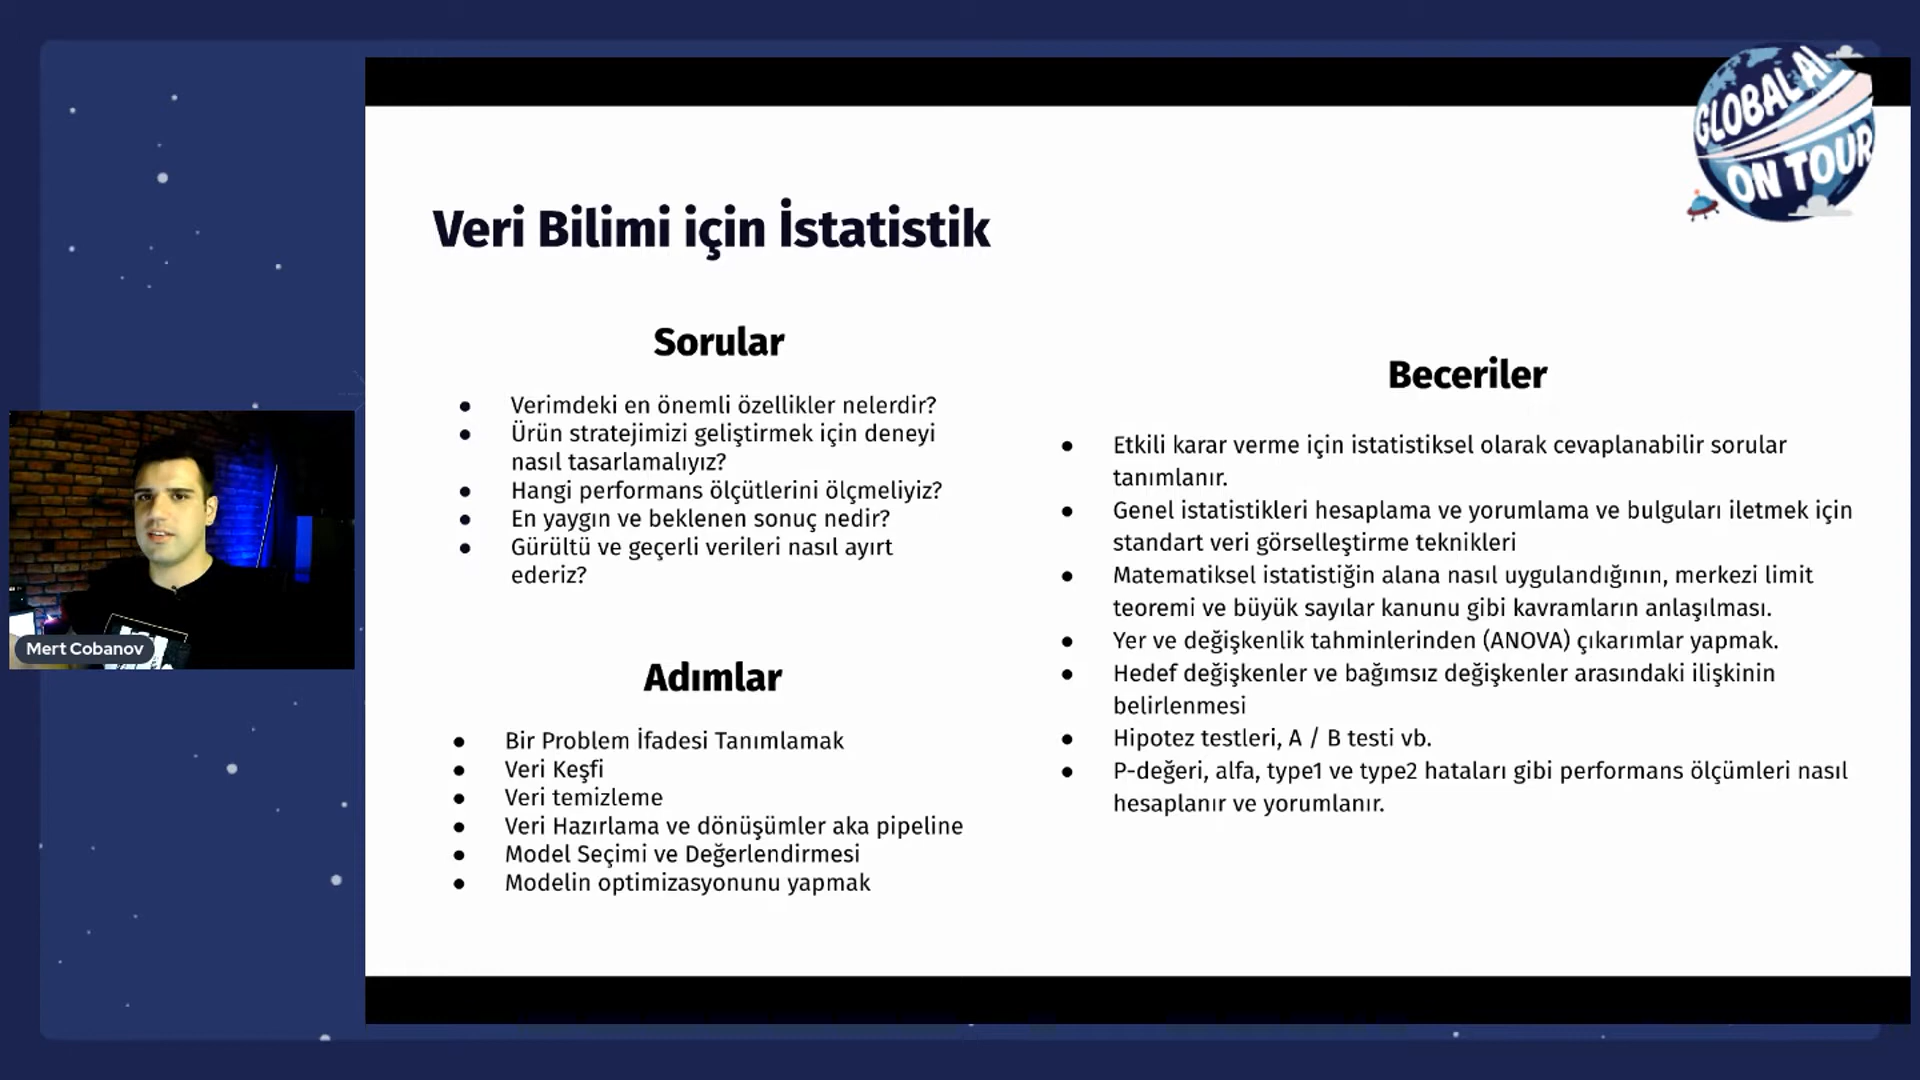 GLOBAL AI
ON TOUR
Veri Bilimi için İstatistik
Sorular
● Verimdeki en önemli özellikler nelerdir?
● Ürün stratejimizi geliştirmek için deneyi
nasıl tasarlamalıyız?
● Hangi performans ölçütlerini ölçmeliyiz?
● En yaygın ve beklenen sonuç nedir?
● Gürültü ve geçerli verileri nasıl ayırt
ederiz?
Adımlar
● Bir Problem İfadesi Tanımlamak
● Veri Keşfi
● Veri temizleme
● Veri Hazırlama ve dönüşümler aka pipeline
● Model Seçimi ve Değerlendirmesi
● Modelin optimizasyonunu yapmak
Beceriler
● Etkili karar verme için istatistiksel olarak cevaplanabilir sorular
tanımlanır.
● Genel istatistikleri hesaplama ve yorumlama ve bulguları iletmek için
standart veri görselleştirme teknikleri
● Matematiksel istatistiğin alana nasıl uygulandığının, merkezi limit
teoremi ve büyük sayılar kanunu gibi kavramların anlaşılması.
● Yer ve değişkenlik tahminlerinden (ANOVA) çıkarımlar yapmak.
● Hedef değişkenler ve bağımsız değişkenler arasındaki ilişkinin
belirlenmesi
● Hipotez testleri, A / B testi vb.
● P-değeri, alfa, type1 ve type2 hataları gibi performans ölçümleri nasıl
hesaplanır ve yorumlanır.
Mert Cobanov